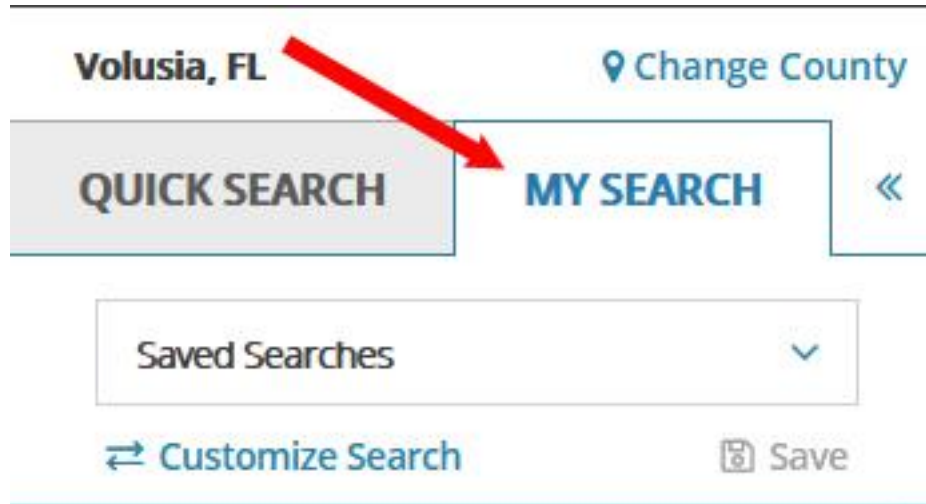 Volusia, FL Change County
QUICK SEARCH MY SEARCH «
Saved Searches
Customize Search Save